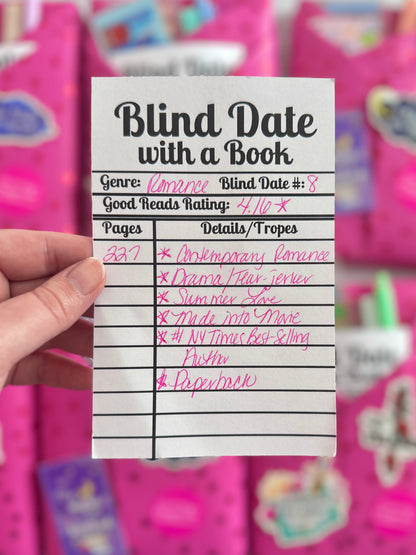 Blind Date
with a Book
Genre: Romance Blind Date #: 8
Good Reads Rating: 4.16 *
Pages Details/Tropes
227 * Contemporary Romance
* Drama/Tear-jerker
* Summer Love
* Made into Movie
* #1 NY Times Best-Selling
Author
* Paperback